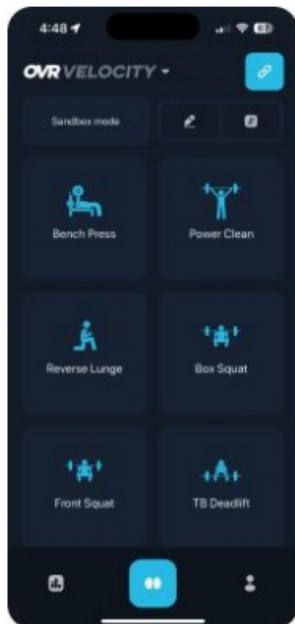 4:48
OVR VELOCITY
Sandbox mode
Bench Press
Power Clean
Reverse Lunge
Box Squat
Front Squat
TB Deadlift